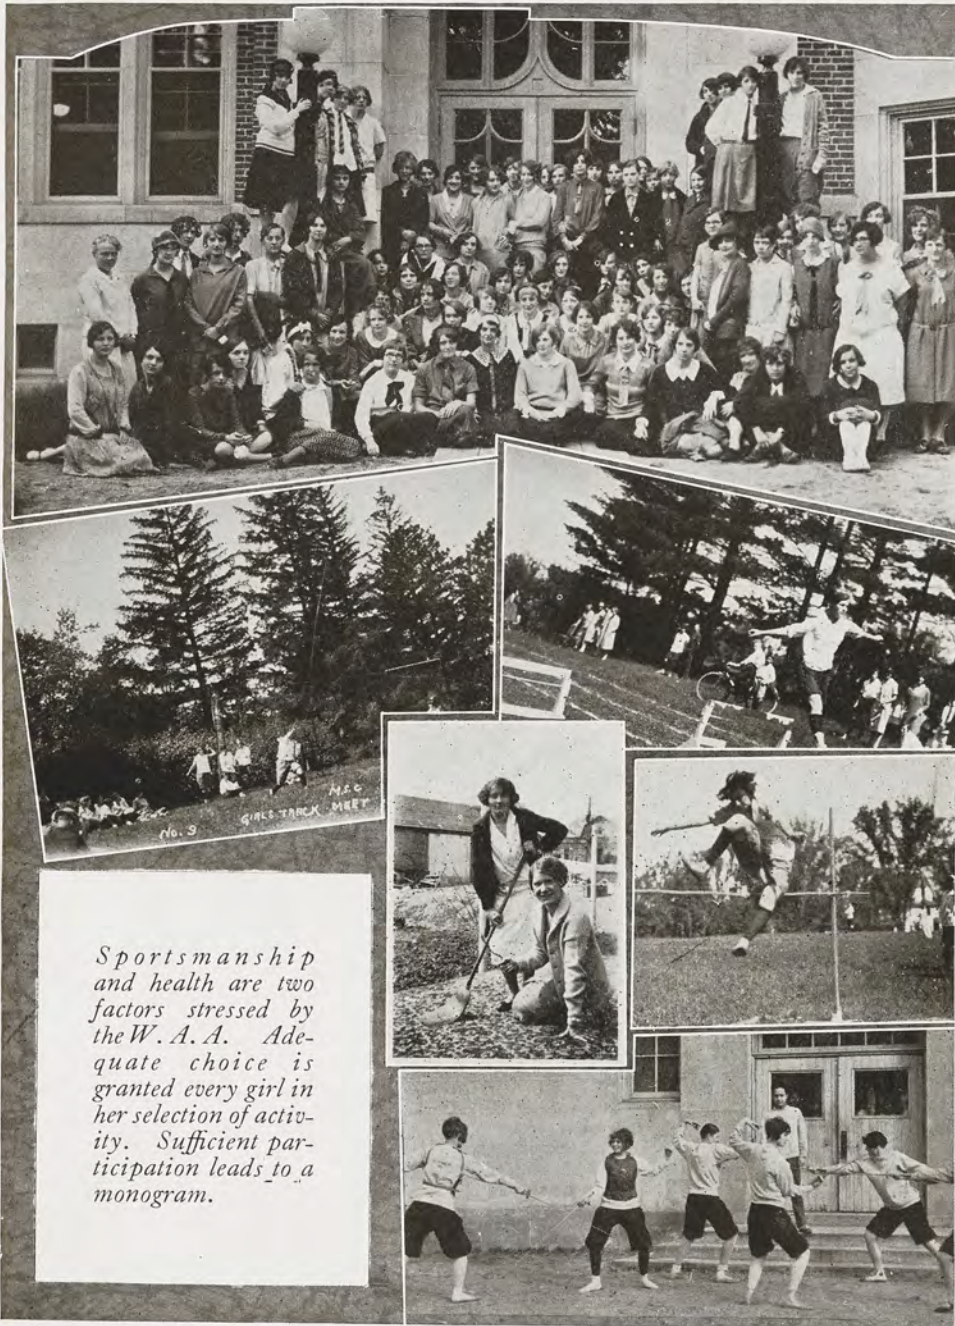 No. 9 GIRLS TRACK MEET
M.S.C
Sportsmanship
and health are two
factors stressed by
the W. A. A. Ade-
quate choice is
granted every girl in
her selection of activ-
ity. Sufficient par-
ticipation leads to a
monogram.